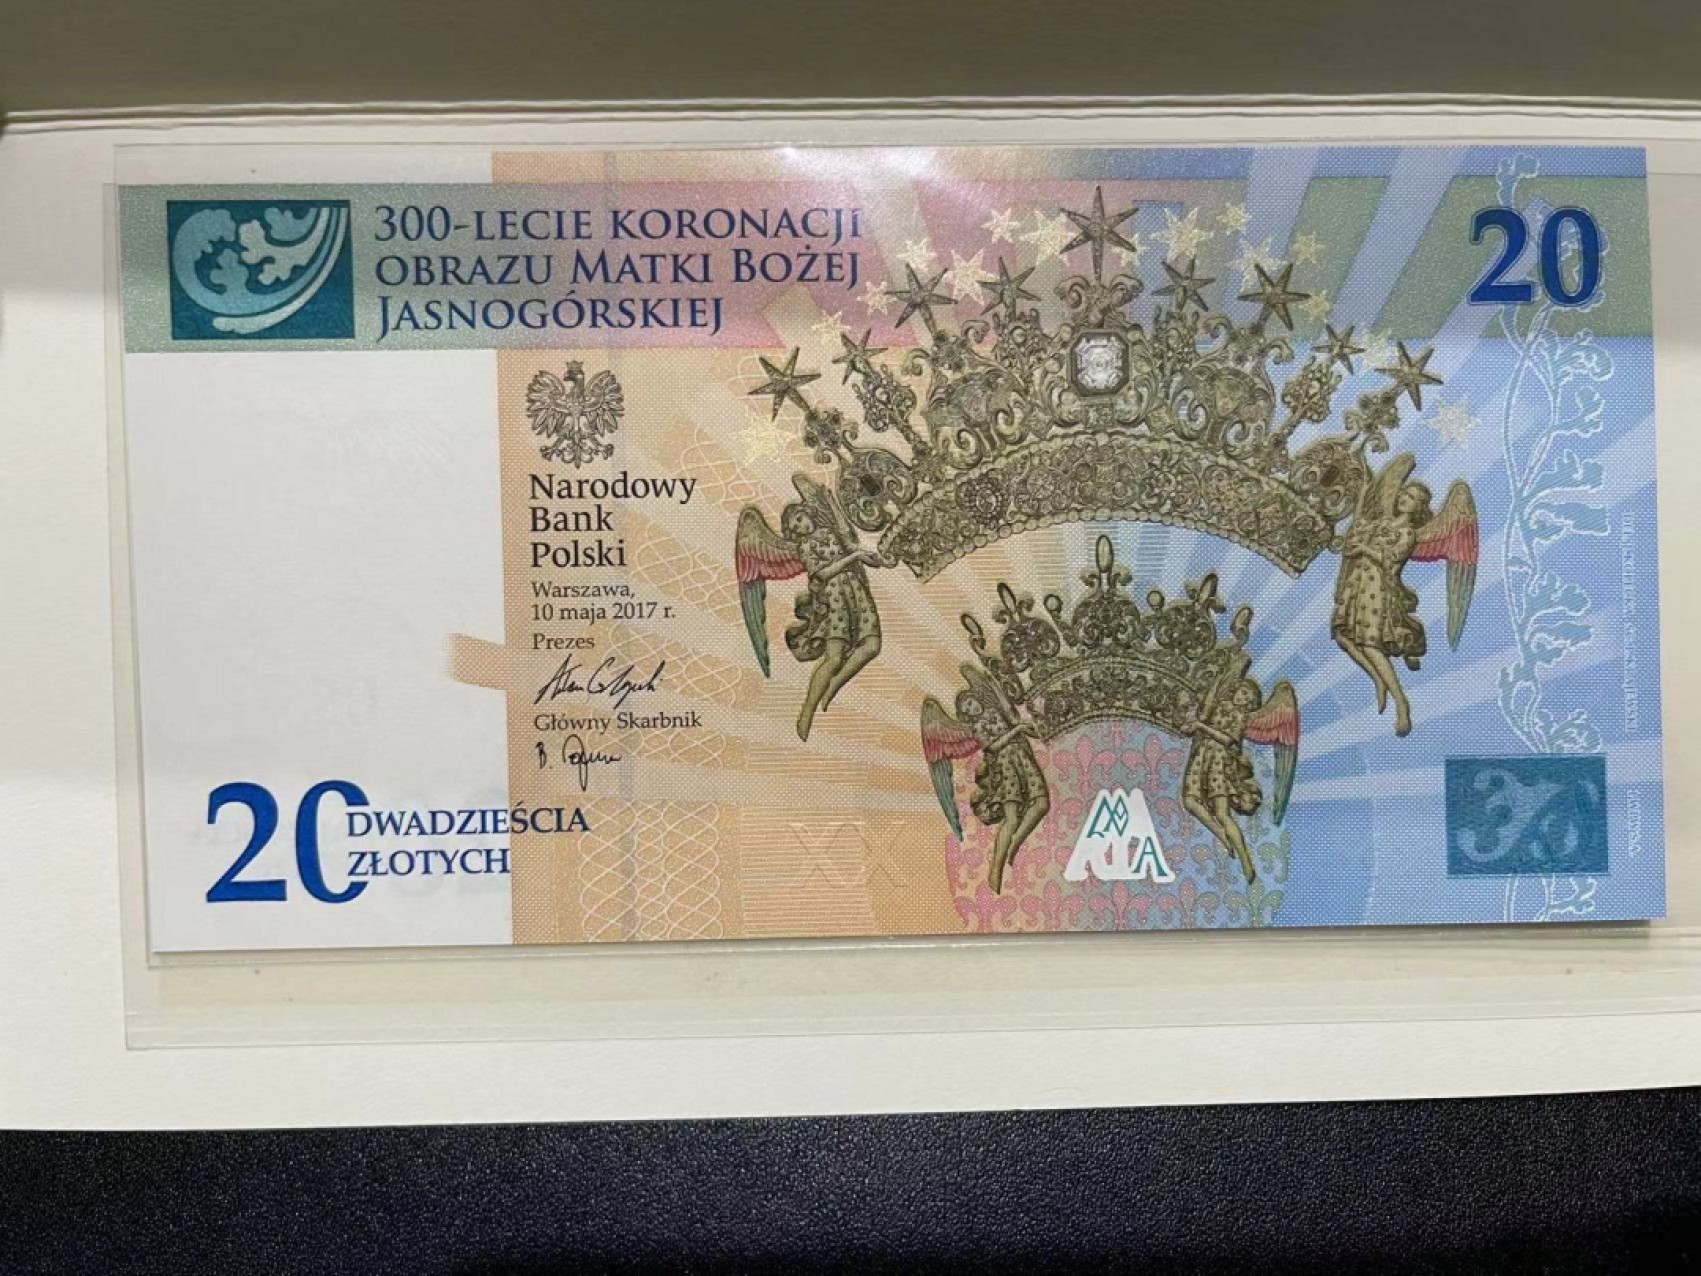 300-LECIE KORONACJI
OBRAZU MATKI BOŻEJ
JASNOGÓRSKIEJ
20
Narodowy
Bank
Polski
Warszawa,
10 maja 2017 r.
Prezes
Główny Skarbnik
20 DWADZIEŚCIA
ZŁOTYCH
XX